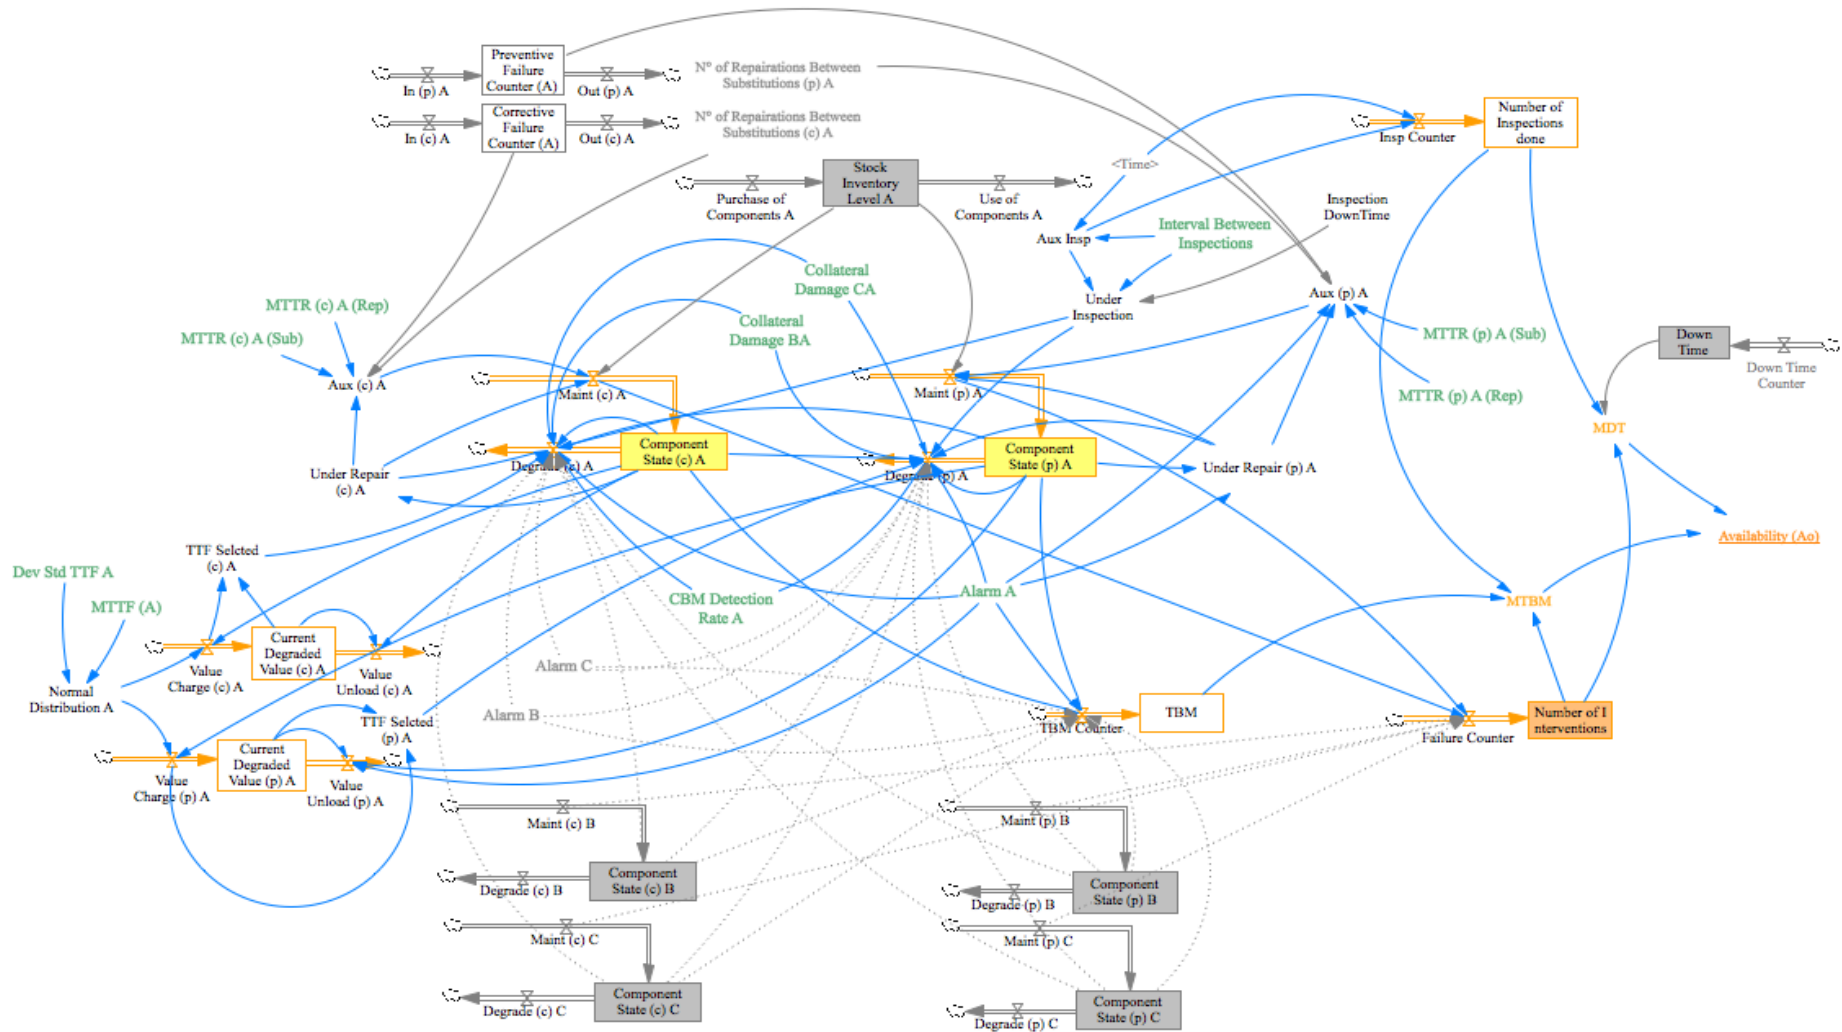 Preventive
Failure
Counter (A)
In (p) A
Out (p) A
Nº of Repairations Between
Substitutions (p) A
Corrective
Failure
Counter (A)
In (c) A
Out (c) A
Nº of Repairations Between
Substitutions (c) A
Number of
Inspections
done
Insp Counter
<Time>
Stock
Inventory
Level A
Purchase of
Components A
Use of
Components A
Inspection
DownTime
Aux Insp
Interval Between
Inspections
Collateral
Damage CA
Under
Inspection
Aux (p) A
MTTR (c) A (Rep)
MTTR (c) A (Sub)
Collateral
Damage BA
MTTR (p) A (Sub)
Down
Time
Down Time
Counter
Aux (c) A
Maint (c) A
Maint (p) A
MTTR (p) A (Rep)
MDT
Component
State (c) A
Component
State (p) A
Degrade (c) A
Degrade (p) A
Under Repair
(c) A
Under Repair (p) A
Availability (Ao)
TTF Selcted
(c) A
Dev Std TTF A
MTTF (A)
CBM Detection
Rate A
Alarm A
MTBM
Current
Degraded
Value (c) A
Value
Charge (c) A
Value
Unload (c) A
Alarm C
Normal
Distribution A
Alarm B
TTF Selcted
(p) A
TBM
TBM Counter
Number of I
nterventions
Failure Counter
Current
Degraded
Value (p) A
Value
Charge (p) A
Value
Unload (p) A
Maint (c) B
Maint (p) B
Component
State (c) B
Degrade (c) B
Component
State (p) B
Degrade (p) B
Maint (c) C
Maint (p) C
Component
State (c) C
Degrade (c) C
Component
State (p) C
Degrade (p) C